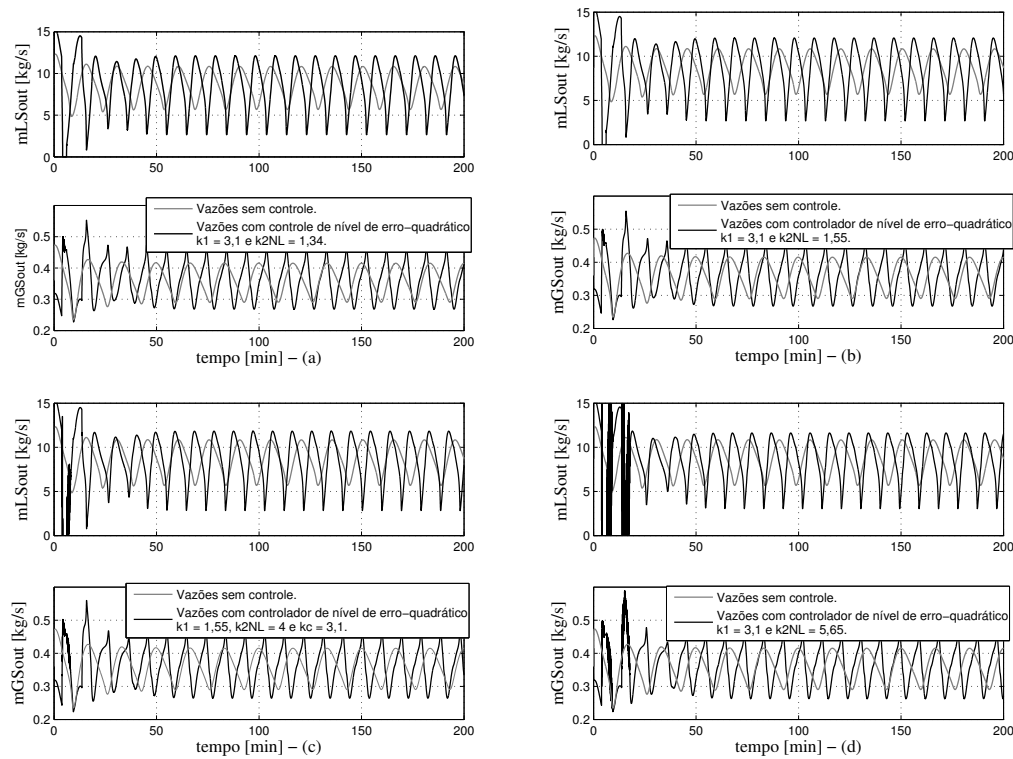 mLSout [kg/s]
15
10
5
0
0 50 100 150 200
mGSout [kg/s]
0.5
0.4
0.3
0.2
Vazões sem controle.
Vazões com controle de nível de erro−quadrático
k1 = 3,1 e k2NL = 1,34.
0 50 100 150 200
tempo [min] − (a)
mLSout [kg/s]
15
10
5
0
0 50 100 150 200
mGSout [kg/s]
0.5
0.4
0.3
0.2
Vazões sem controle.
Vazões com controlador de nível de erro−quadrático
k1 = 3,1 e k2NL = 1,55.
0 50 100 150 200
tempo [min] − (b)
mLSout [kg/s]
15
10
5
0
0 50 100 150 200
mGSout [kg/s]
0.5
0.4
0.3
0.2
Vazões sem controle.
Vazões com controlador de nível de erro−quadrático
k1 = 1,55, k2NL = 4 e kc = 3,1.
0 50 100 150 200
tempo [min] − (c)
mLSout [kg/s]
15
10
5
0
0 50 100 150 200
mGSout [kg/s]
0.5
0.4
0.3
0.2
Vazões sem controle.
Vazões com controlador de nível de erro−quadrático
k1 = 3,1 e k2NL = 5,65.
0 50 100 150 200
tempo [min] − (d)